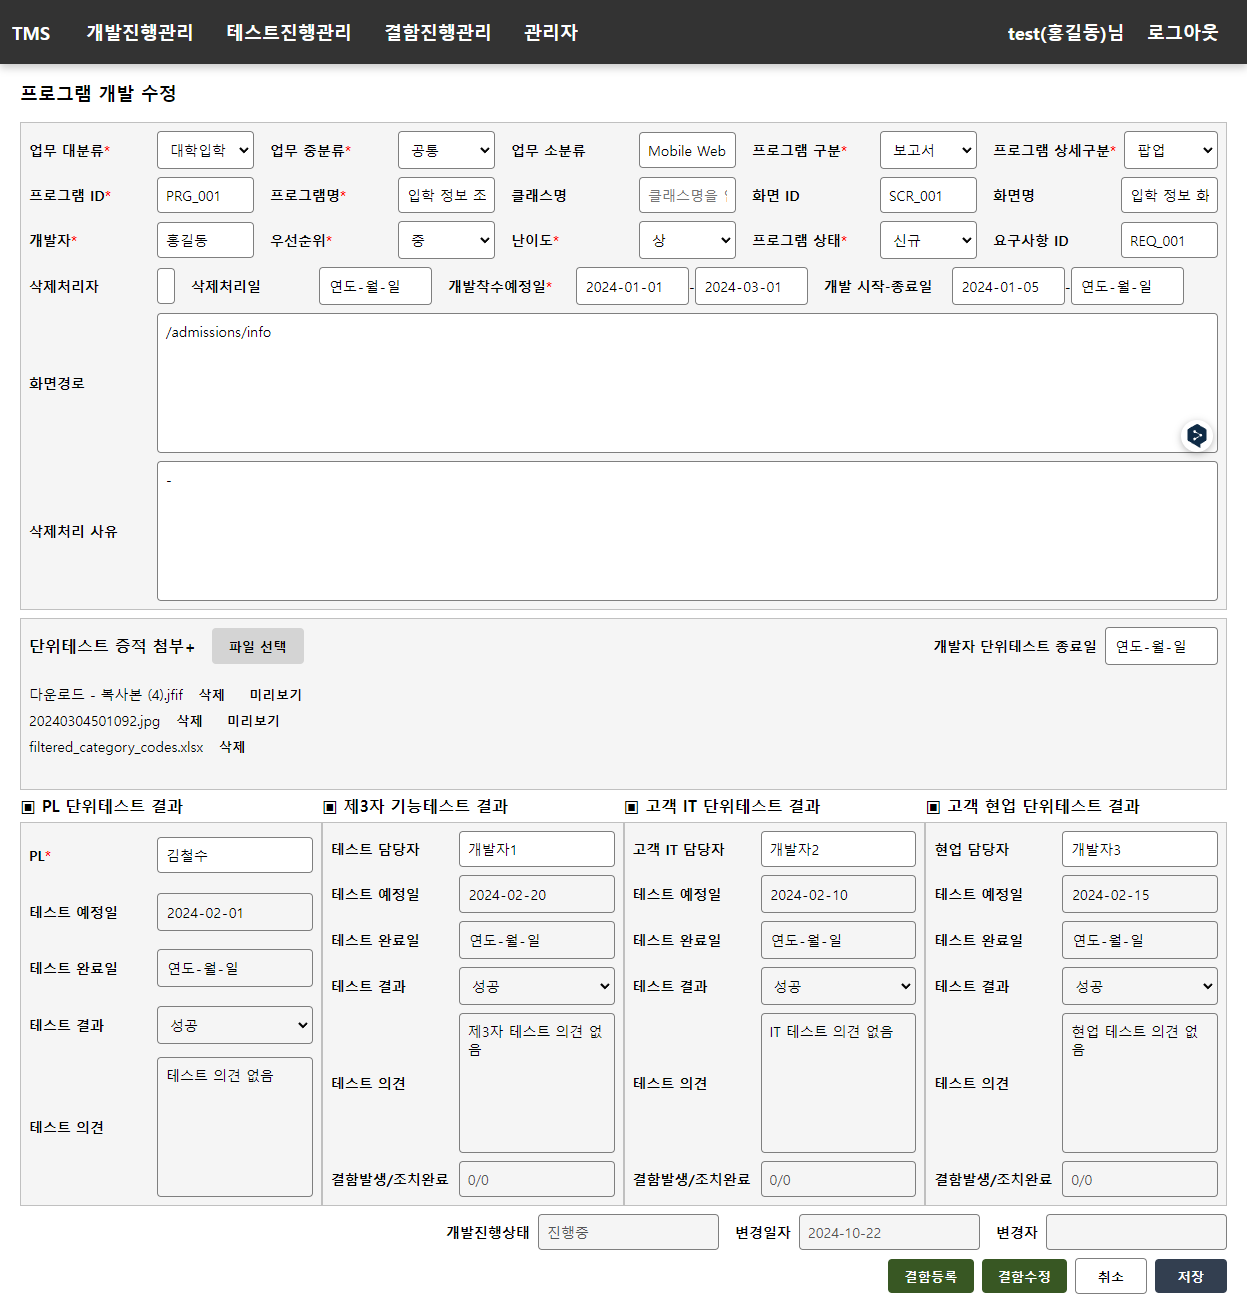 TMS 개발진행관리 테스트진행관리 결함진행관리 관리자 test(홍길동)님 로그아웃
프로그램 개발 수정
업무 대분류* 대학입학 업무 중분류* 공통 업무 소분류 Mobile Web 프로그램 구분* 보고서 프로그램 상세구분* 팝업
프로그램 ID* PRG_001 프로그램명* 입학 정보 조 클래스명 클래스명을 화면 ID SCR_001 화면명 입학 정보 화
개발자* 홍길동 우선순위* 중 난이도* 상 프로그램 상태* 신규 요구사항 ID REQ_001
삭제처리자 삭제처리일 연도-월-일 개발착수예정일* 2024-01-01 - 2024-03-01 개발 시작-종료일 2024-01-05 - 연도-월-일
화면경로 /admissions/info
삭제처리 사유 -
단위테스트 증적 첨부+ 파일 선택 개발자 단위테스트 종료일 연도-월-일
다운로드 - 복사본 (4).jfif 삭제 미리보기
20240304501092.jpg 삭제 미리보기
filtered_category_codes.xlsx 삭제
▣ PL 단위테스트 결과
PL* 김철수
테스트 예정일 2024-02-01
테스트 완료일 연도-월-일
테스트 결과 성공
테스트 의견 테스트 의견 없음
▣ 제3자 기능테스트 결과
테스트 담당자 개발자1
테스트 예정일 2024-02-20
테스트 완료일 연도-월-일
테스트 결과 성공
테스트 의견 제3자 테스트 의견 없
음
결함발생/조치완료 0/0
▣ 고객 IT 단위테스트 결과
고객 IT 담당자 개발자2
테스트 예정일 2024-02-10
테스트 완료일 연도-월-일
테스트 결과 성공
테스트 의견 IT 테스트 의견 없음
결함발생/조치완료 0/0
▣ 고객 현업 단위테스트 결과
현업 담당자 개발자3
테스트 예정일 2024-02-15
테스트 완료일 연도-월-일
테스트 결과 성공
테스트 의견 현업 테스트 의견 없
음
결함발생/조치완료 0/0
개발진행상태 진행중 변경일자 2024-10-22 변경자
결함등록 결함수정 취소 저장